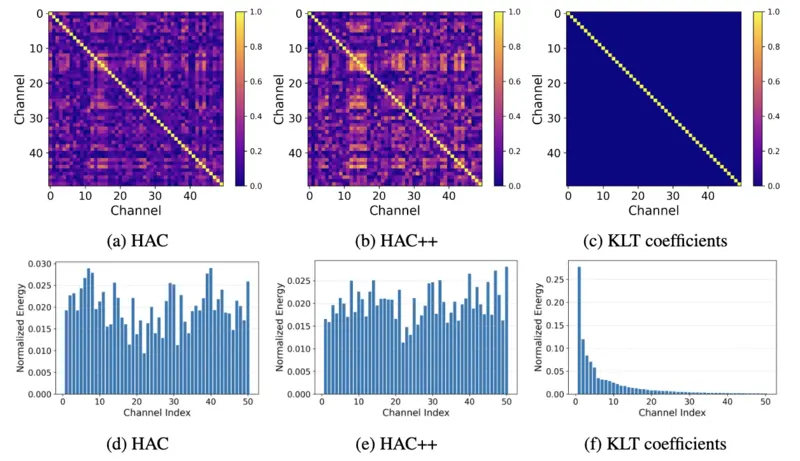 0
10
20
30
40
Channel
0 10 20 30 40
Channel
1.0
0.8
0.6
0.4
0.2
0.0
(a) HAC
0
10
20
30
40
Channel
0 10 20 30 40
Channel
1.0
0.8
0.6
0.4
0.2
0.0
(b) HAC++
0
10
20
30
40
Channel
0 10 20 30 40
Channel
1.0
0.8
0.6
0.4
0.2
0.0
(c) KLT coefficients
Normalized Energy
0.030
0.025
0.020
0.015
0.010
0.005
0.000
0 10 20 30 40 50
Channel Index
(d) HAC
Normalized Energy
0.025
0.020
0.015
0.010
0.005
0.000
0 10 20 30 40 50
Channel Index
(e) HAC++
Normalized Energy
0.25
0.20
0.15
0.10
0.05
0.00
0 10 20 30 40 50
Channel Index
(f) KLT coefficients